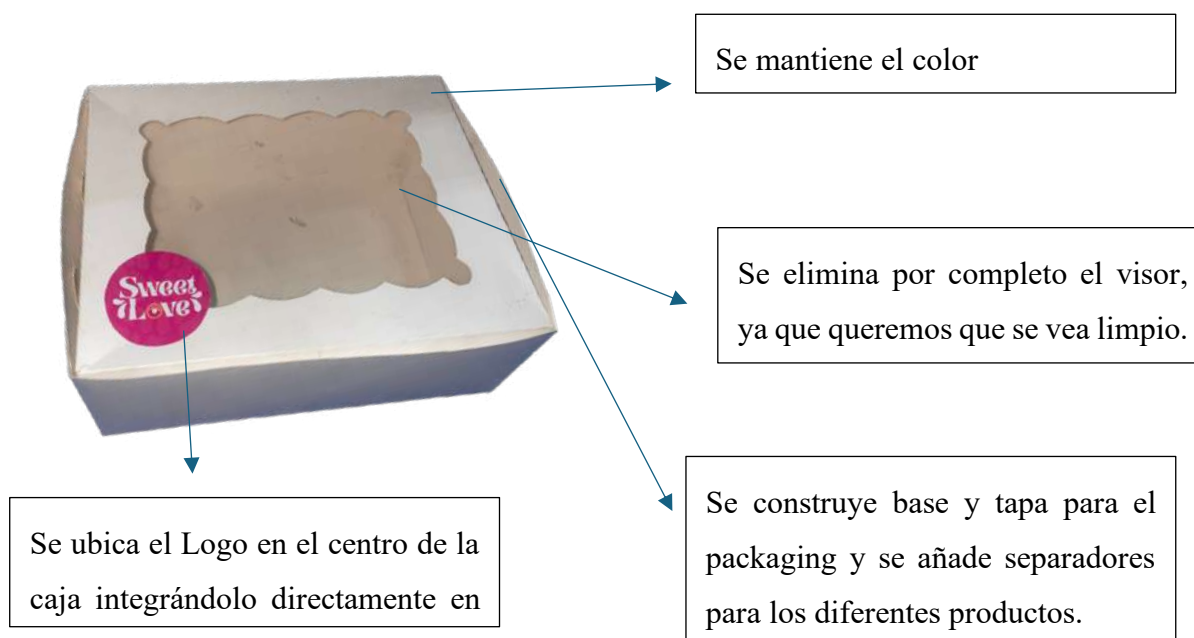 Se mantiene el color
Se elimina por completo el visor,
ya que queremos que se vea limpio.
Sweet
Love
Se construye base y tapa para el
packaging y se añade separadores
para los diferentes productos.
Se ubica el Logo en el centro de la
caja integrándolo directamente en